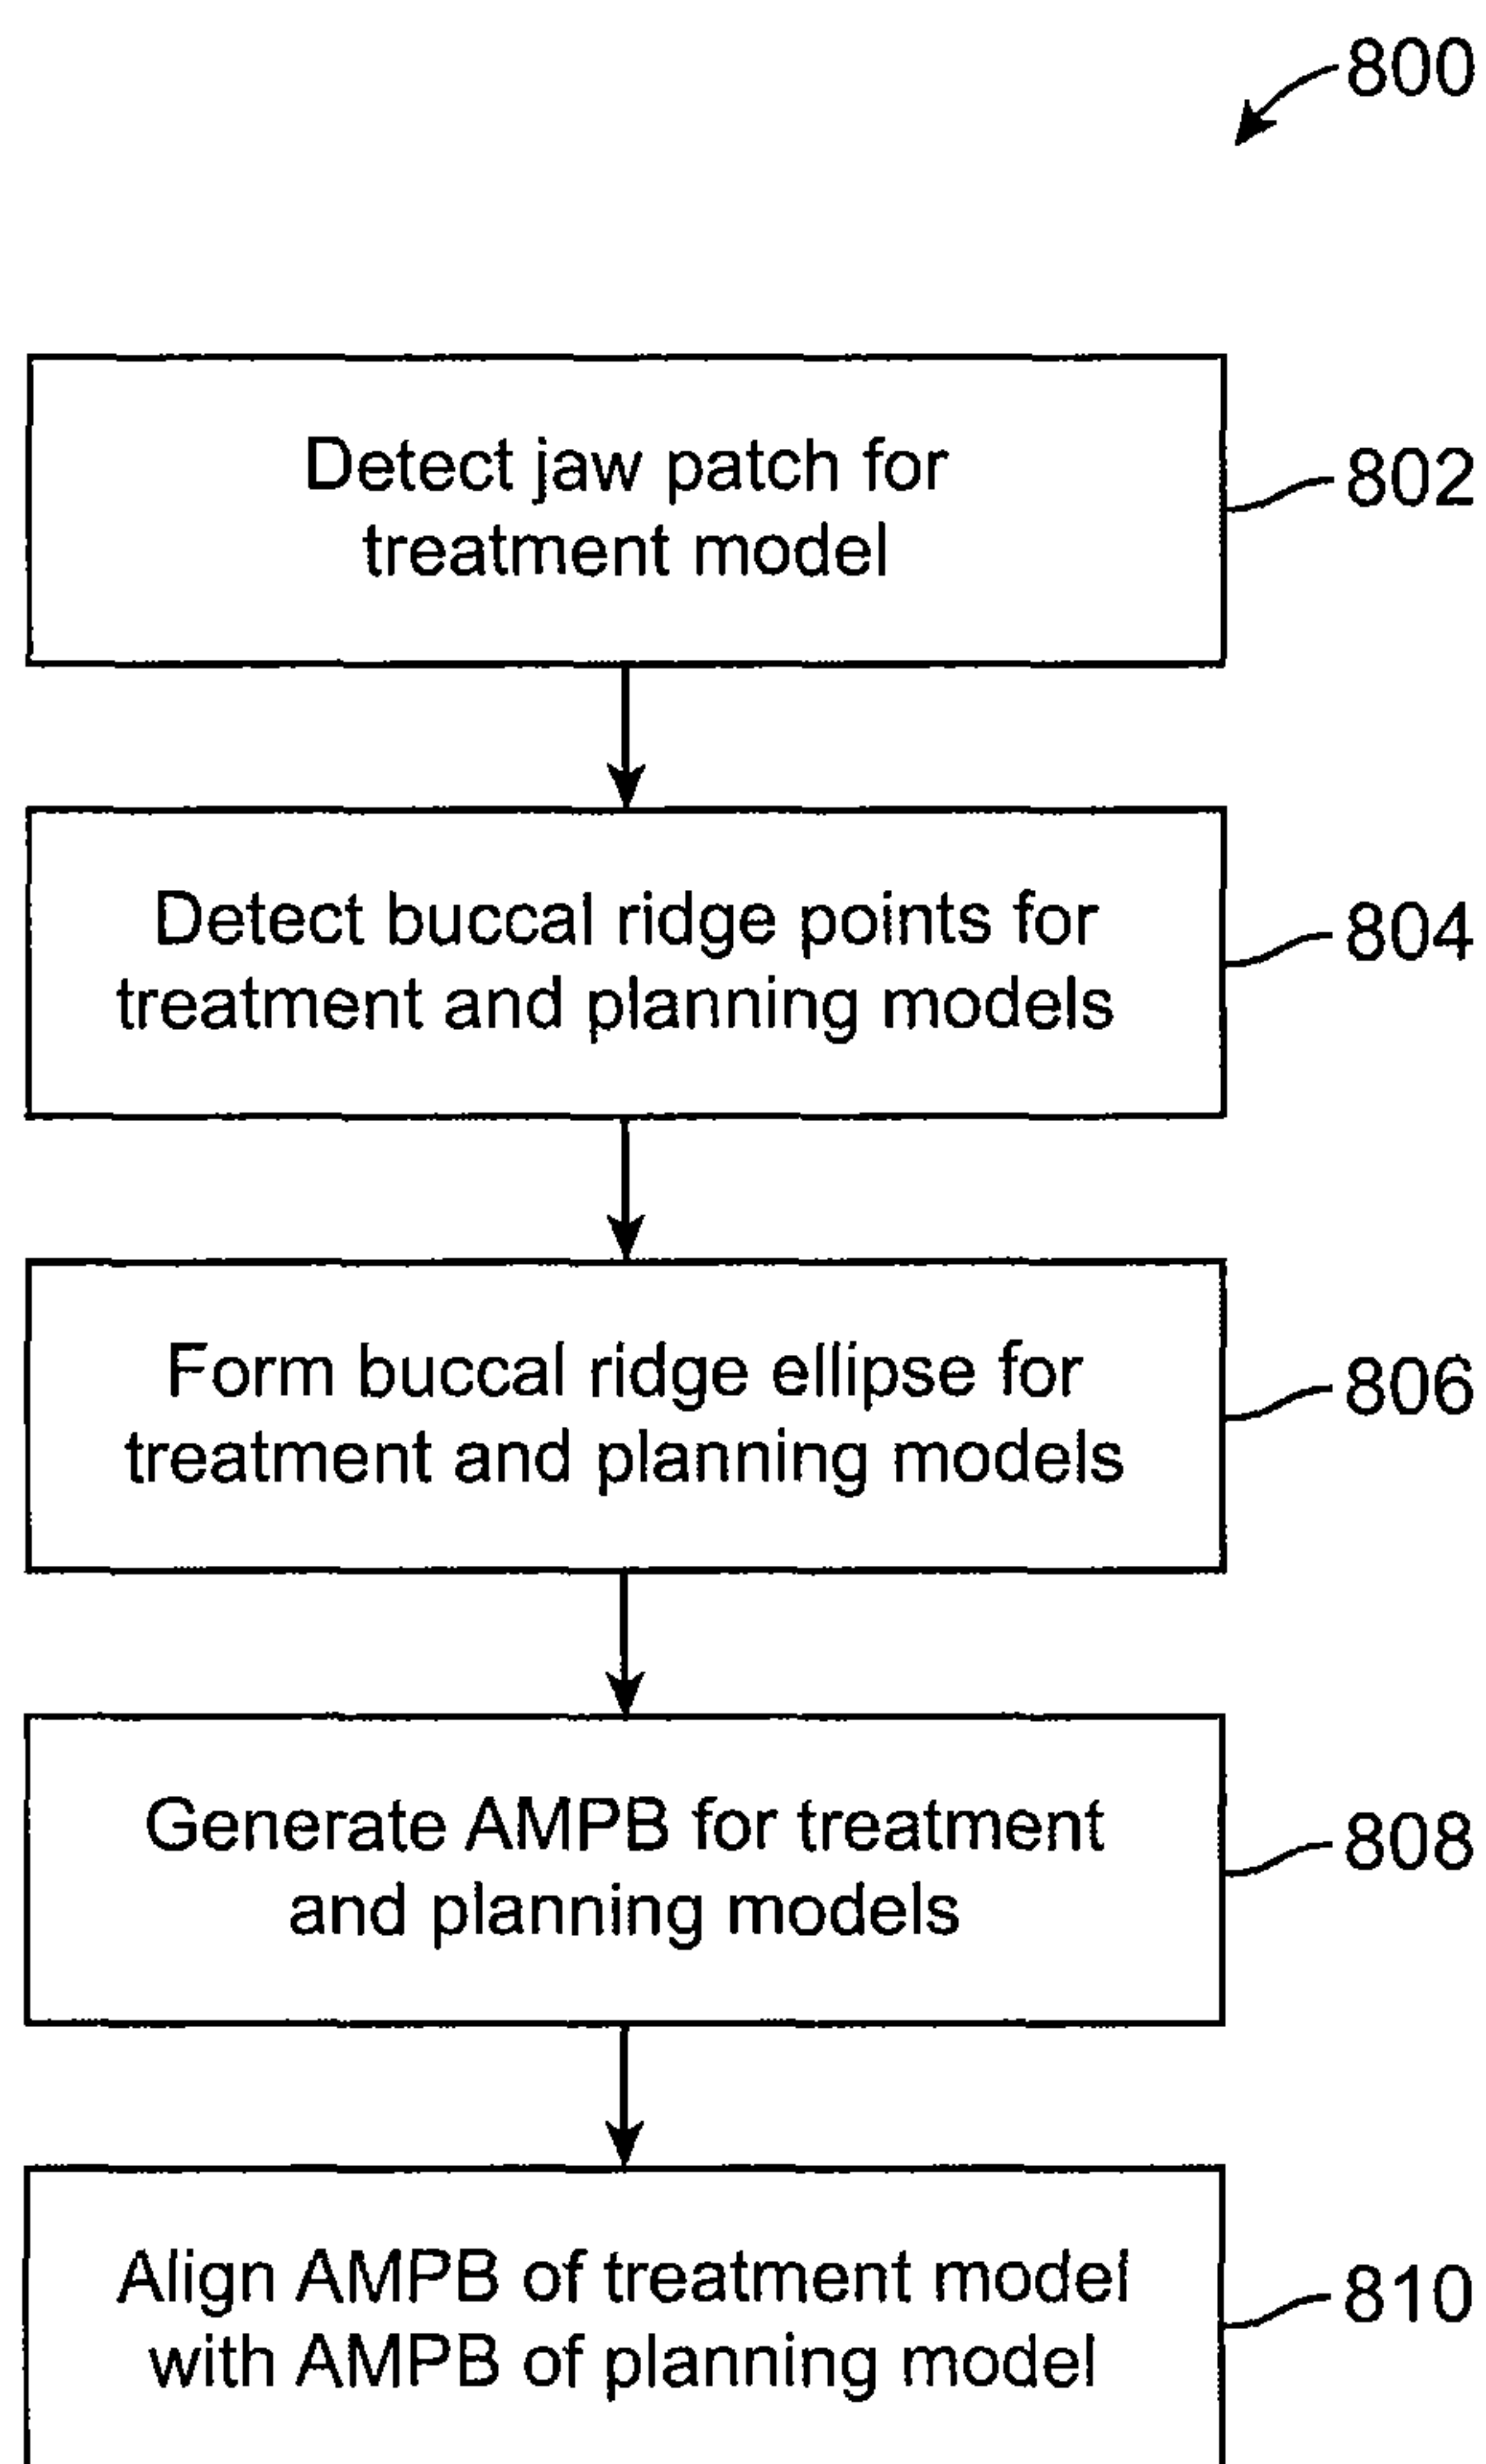 800
Detect jaw patch for
treatment model
802
Detect buccal ridge points for
treatment and planning models
804
Form buccal ridge ellipse for
treatment and planning models
806
Generate AMPB for treatment
and planning models
808
Align AMPB of treatment model
with AMPB of planning model
810